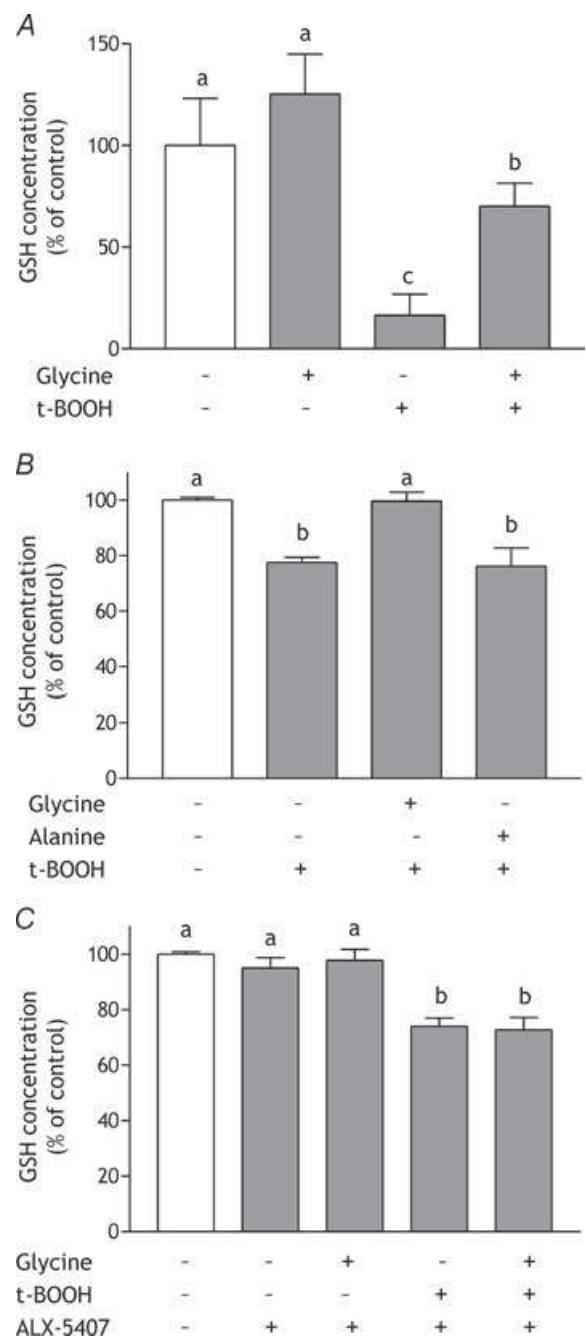 A
GSH concentration
(% of control)
150
100
50
0
a
a
c
b
Glycine - + - +
t-BOOH - - + +
B
GSH concentration
(% of control)
100
80
60
40
20
0
a
b
a
b
Glycine - - + -
Alanine - - - +
t-BOOH - + + +
C
GSH concentration
(% of control)
100
80
60
40
20
0
a
a
a
b
b
Glycine - - + - +
t-BOOH - - - + +
ALX-5407 - + + + +